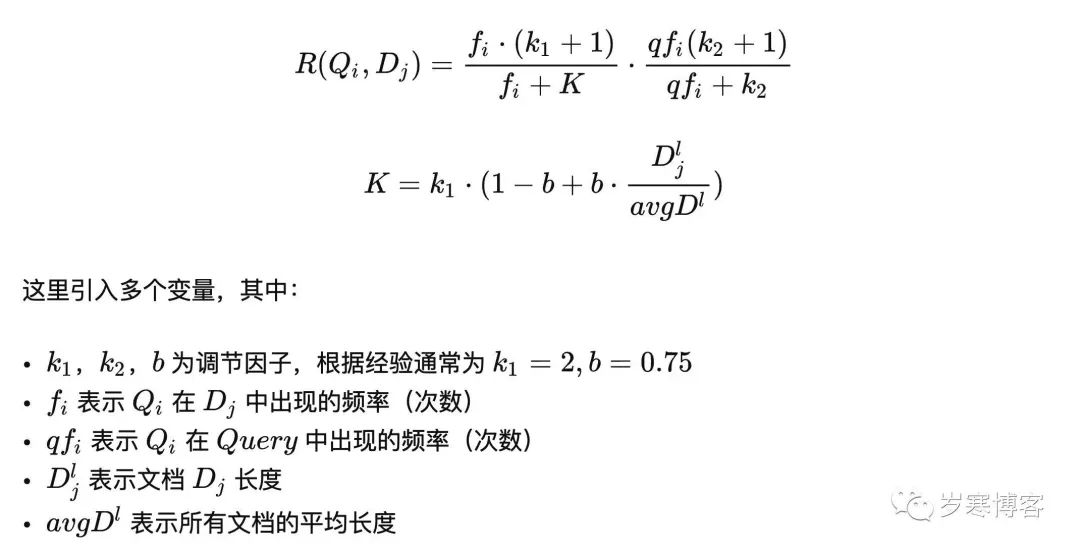 R(Q_i, D_j) = \frac{f_i \cdot (k_1 + 1)}{f_i + K} \cdot \frac{qf_i(k_2 + 1)}{qf_i + k_2}
K = k_1 \cdot (1 - b + b \cdot \frac{D_j^l}{avgD^l})
这里引入多个变量，其中：
• k_1，k_2，b 为调节因子，根据经验通常为 k_1 = 2, b = 0.75
• f_i 表示 Q_i 在 D_j 中出现的频率（次数）
• qf_i 表示 Q_i 在 Query 中出现的频率（次数）
• D_j^l 表示文档 D_j 长度
• avgD^l 表示所有文档的平均长度
岁寒博客